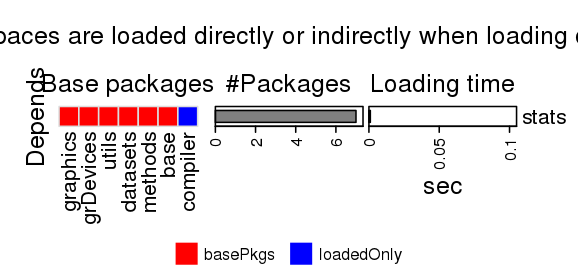 paces are loaded directly or indirectly when loading
Base packages #Packages Loading time
Depends
stats
0 2 4 6 0 0.05 0.1
graphics
grDevices
utils
datasets
methods
base
compiler
sec
basePkgs loadedOnly